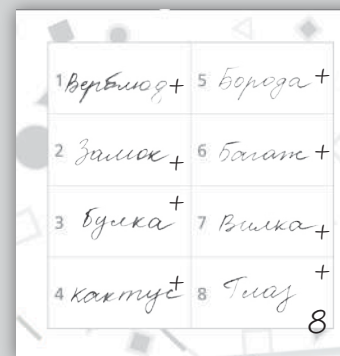 1 Верблюд +
2 Замок +
3 Булка +
4 Кактус +
5 Борода +
6 Багаж +
7 Вилка +
8 Глаз +
8